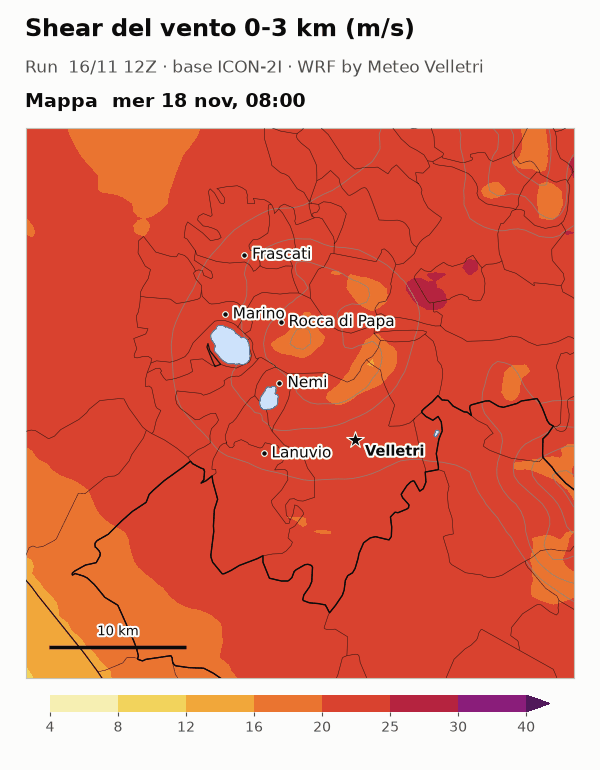 Shear del vento 0-3 km (m/s)
Run 16/11 12Z · base ICON-2I · WRF by Meteo Velletri
Mappa mer 18 nov, 08:00
Frascati
Marino
Rocca di Papa
Nemi
Velletri
Lanuvio
10 km
4 8 12 16 20 25 30 40